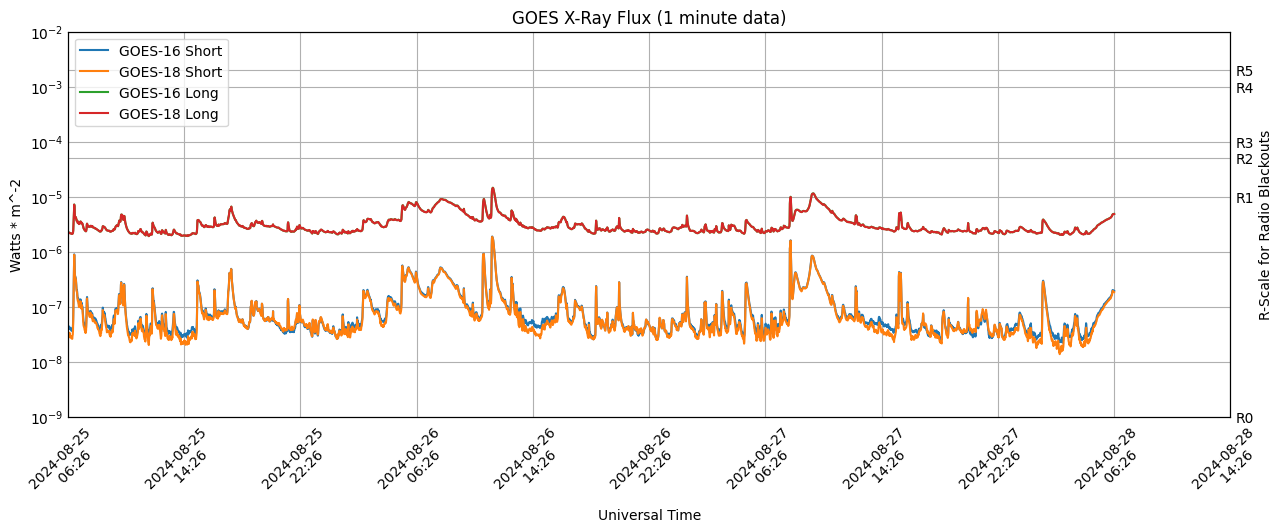 GOES X-Ray Flux (1 minute data)
GOES-16 Short
GOES-18 Short
GOES-16 Long
GOES-18 Long
Watts * m^-2
10^-2
10^-3
10^-4
10^-5
10^-6
10^-7
10^-8
10^-9
R5
R4
R3
R2
R1
R0
R-Scale for Radio Blackouts
2024-08-25
06:26
2024-08-25
14:26
2024-08-25
22:26
2024-08-26
06:26
2024-08-26
14:26
2024-08-26
22:26
2024-08-27
06:26
2024-08-27
14:26
2024-08-27
22:26
2024-08-28
06:26
2024-08-28
14:26
Universal Time